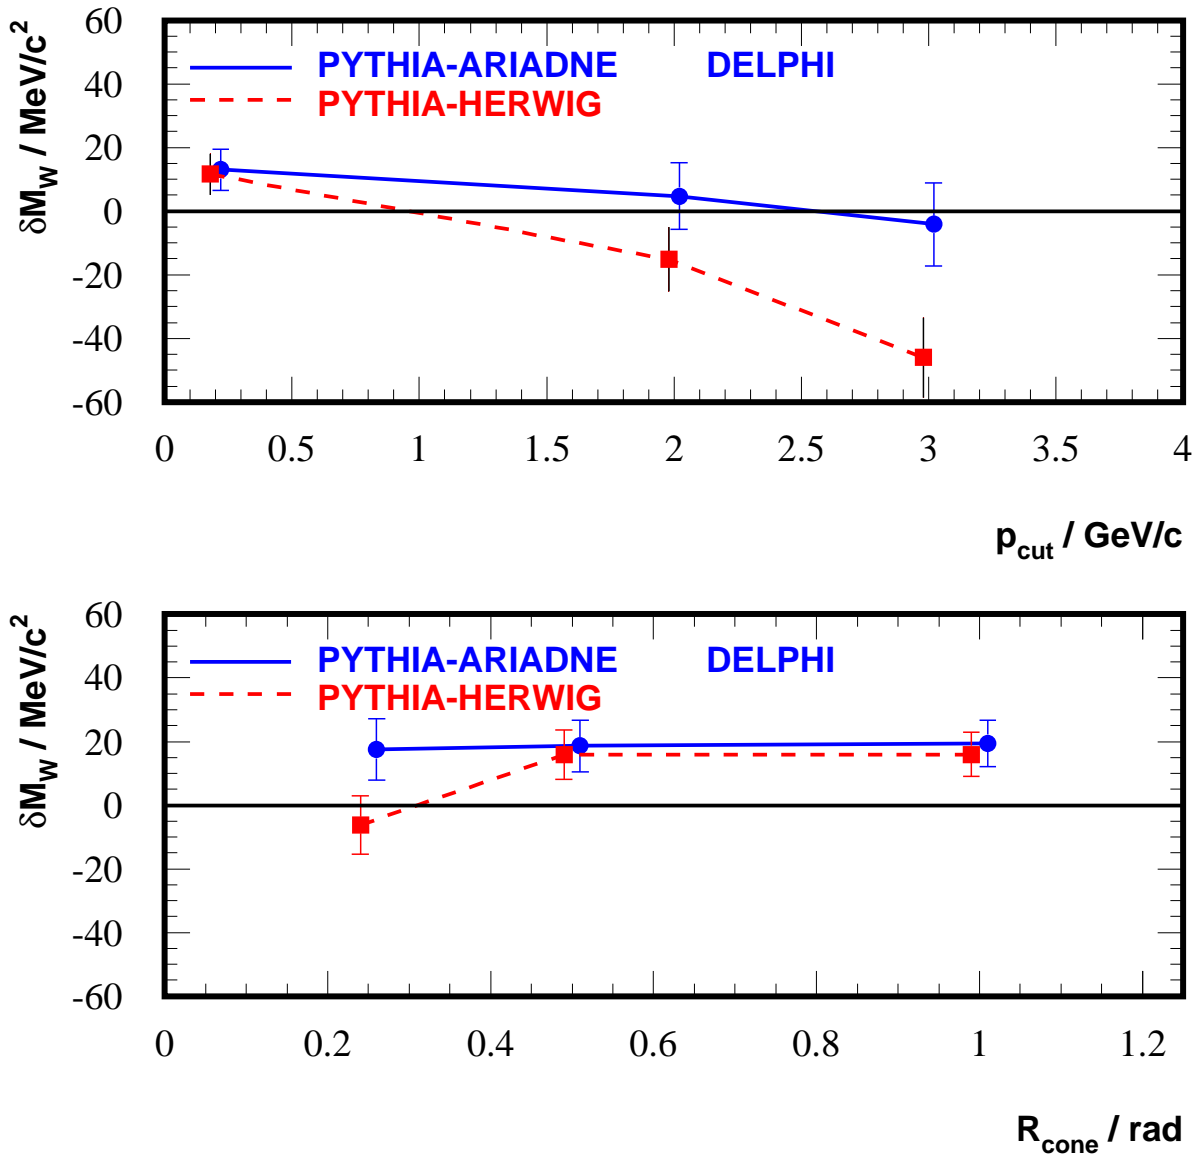 60
40
20
0
-20
-40
-60
δM_W / MeV/c²
PYTHIA-ARIADNE DELPHI
PYTHIA-HERWIG
0 0.5 1 1.5 2 2.5 3 3.5 4
p_cut / GeV/c
60
40
20
0
-20
-40
-60
δM_W / MeV/c²
PYTHIA-ARIADNE DELPHI
PYTHIA-HERWIG
0 0.2 0.4 0.6 0.8 1 1.2
R_cone / rad